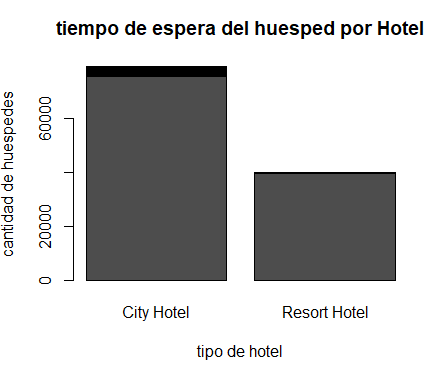 tiempo de espera del huesped por Hotel
cantidad de huespedes
60000
20000
0
City Hotel
Resort Hotel
tipo de hotel